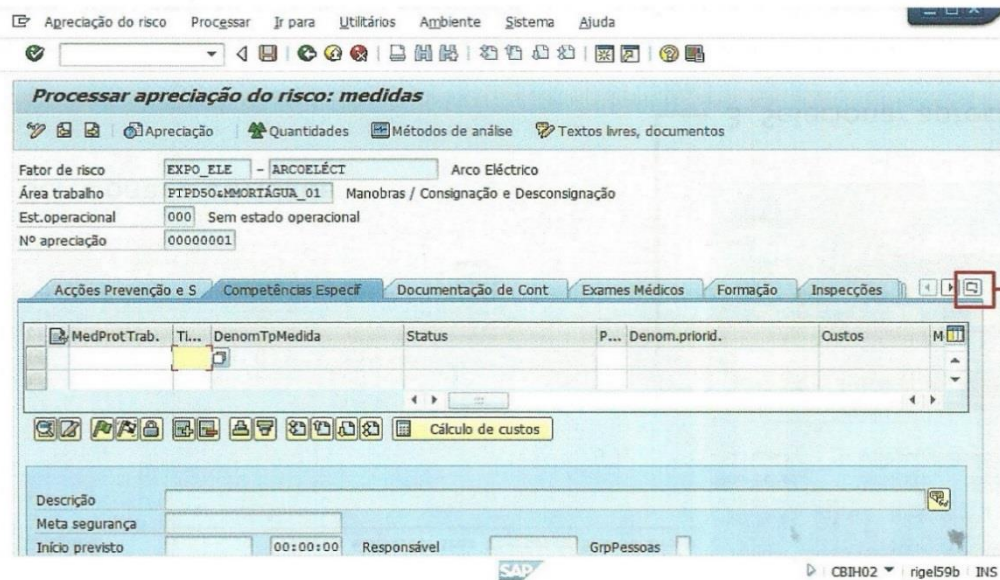 Apreciação do risco Processar Ir para Utilitários Ambiente Sistema Ajuda
Processar apreciação do risco: medidas
Apreciação Quantidades Métodos de análise Textos livres, documentos
Fator de risco EXPO_ELE - ARCOELÉCT Arco Eléctrico
Área trabalho PTPD50&MMORTÁGUA_01 Manobras / Consignação e Desconsignação
Est.operacional 000 Sem estado operacional
Nº apreciação 00000001
Acções Prevenção e S Competências Específ Documentação de Cont Exames Médicos Formação Inspecções
MedProtTrab. Ti... DenomTpMedida Status P... Denom.priorid. Custos M
Cálculo de custos
Descrição
Meta segurança
Início previsto 00:00:00 Responsável GrpPessoas
SAP CBIH02 rigel59b INS